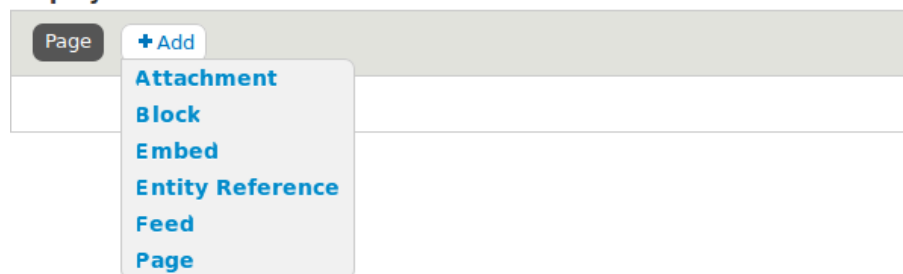 Page +Add
Attachment
Block
Embed
Entity Reference
Feed
Page